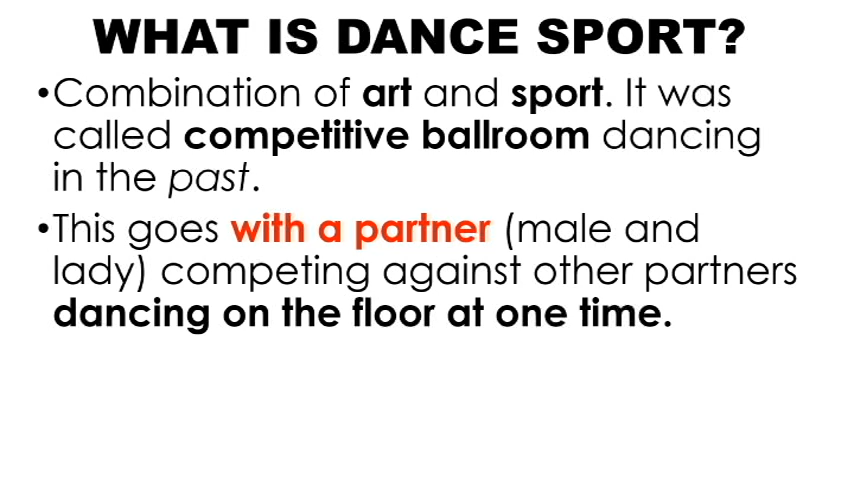 WHAT IS DANCE SPORT?
•Combination of art and sport. It was
called competitive ballroom dancing
in the past.
•This goes with a partner (male and
lady) competing against other partners
dancing on the floor at one time.